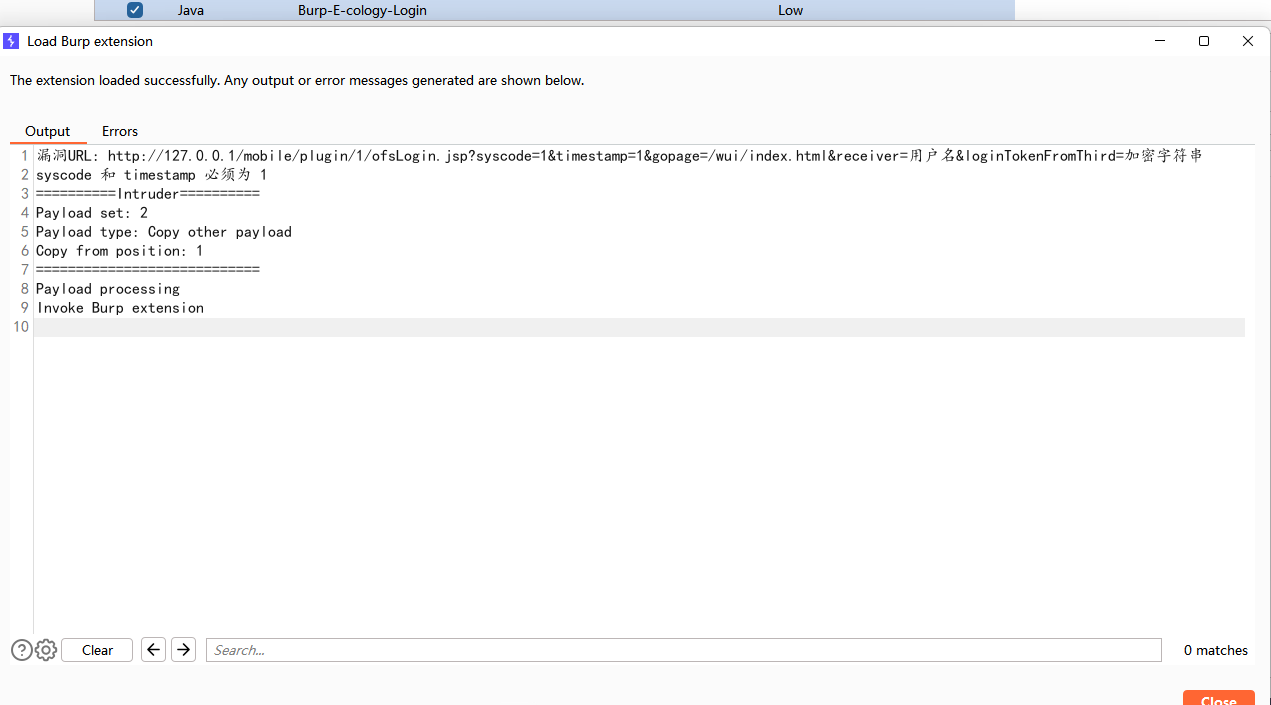 Java Burp-E-cology-Login Low
Load Burp extension
The extension loaded successfully. Any output or error messages generated are shown below.
Output Errors
1 漏洞URL: http://127.0.0.1/mobile/plugin/1/ofsLogin.jsp?syscode=1&timestamp=1&gopage=/wui/index.html&receiver=用户名&loginTokenFromThird=加密字符串
2 syscode 和 timestamp 必须为 1
3 ==========Intruder==========
4 Payload set: 2
5 Payload type: Copy other payload
6 Copy from position: 1
7 ============================
8 Payload processing
9 Invoke Burp extension
10
Clear Search... 0 matches
Close